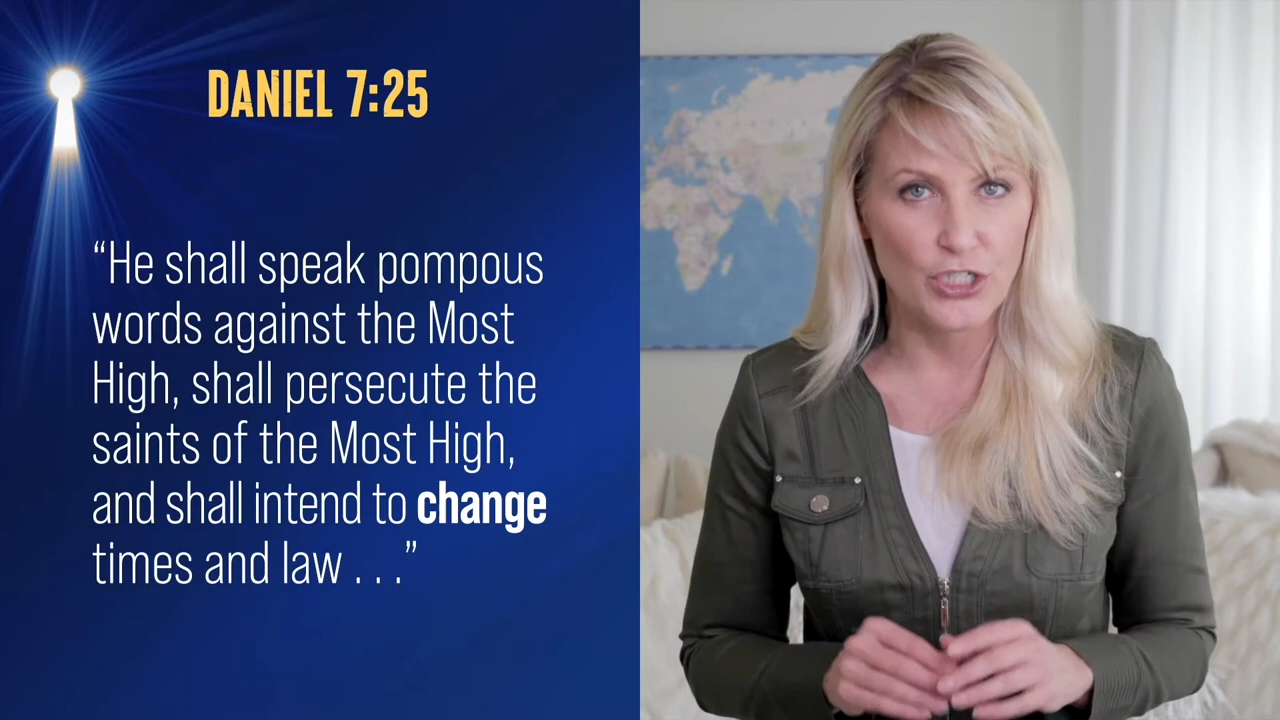 DANIEL 7:25
“He shall speak pompous
words against the Most
High, shall persecute the
saints of the Most High,
and shall intend to change
times and law . . .”